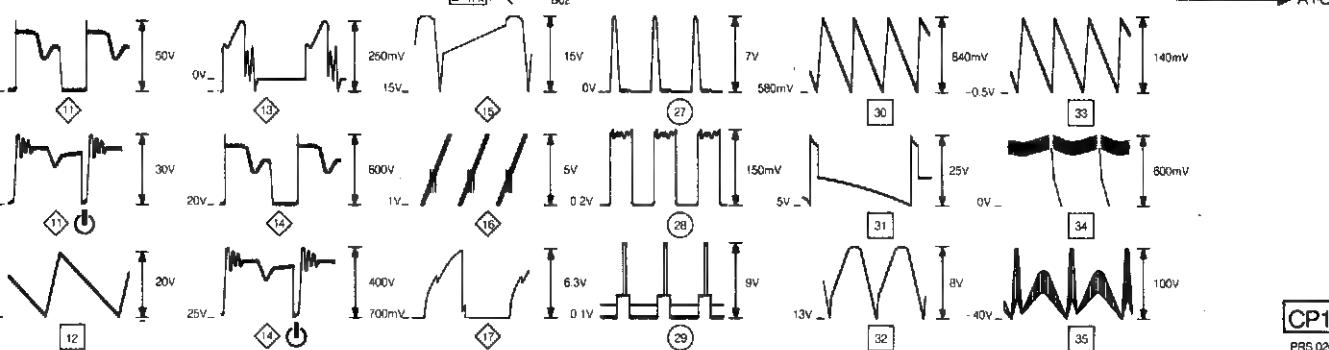 50V 250mV 15V 7V 840mV 140mV
0V 15V 0V 580mV -0.5V
11 13 15 27 30 33
30V 600V 5V 150mV 25V 600mV
20V 1V 0.2V 5V 0V
11 14 16 28 31 34
20V 400V 6.3V 9V 8V 100V
25V 700mV 0.1V 13V -40V
12 14 17 29 32 35
CP1